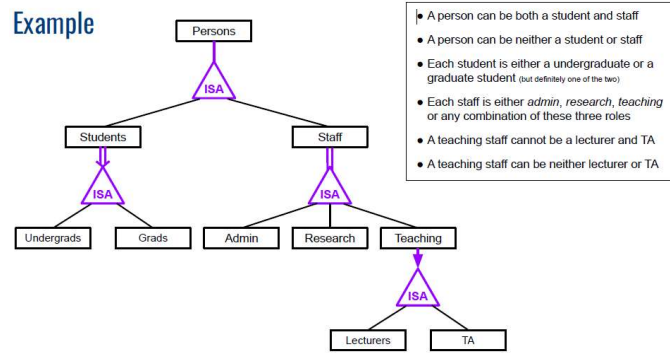 Example
Persons
ISA
Students
Staff
ISA
ISA
Undergrads
Grads
Admin
Research
Teaching
ISA
Lecturers
TA
● A person can be both a student and staff
● A person can be neither a student or staff
● Each student is either a undergraduate or a
graduate student (but definitely one of the two)
● Each staff is either admin, research, teaching
or any combination of these three roles
● A teaching staff cannot be a lecturer and TA
● A teaching staff can be neither lecturer or TA